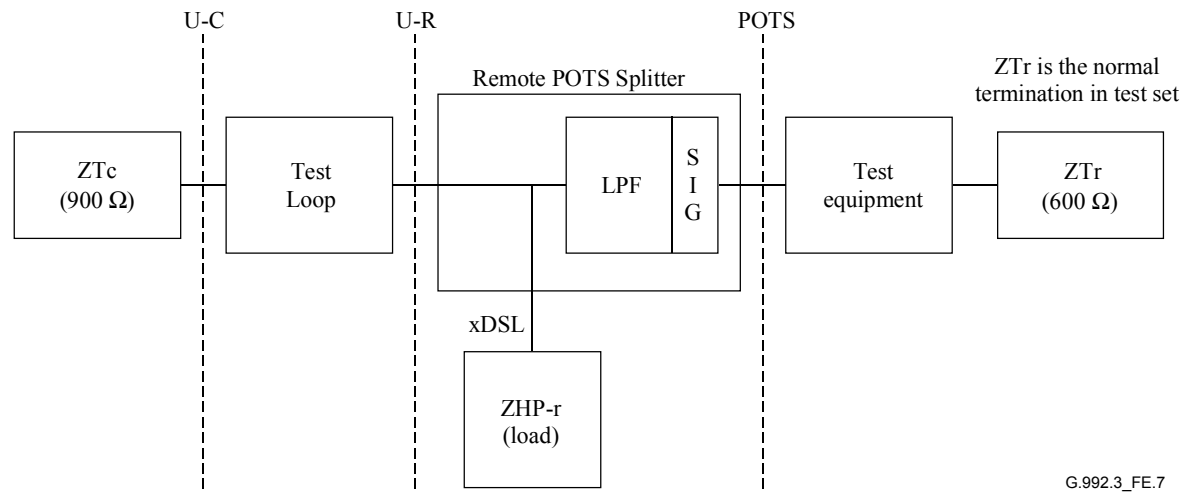 U-C
U-R
POTS
Remote POTS Splitter
ZTr is the normal
termination in test set
ZTc
(900 Ω)
Test
Loop
LPF
S
I
G
Test
equipment
ZTr
(600 Ω)
xDSL
ZHP-r
(load)
G.992.3_FE.7